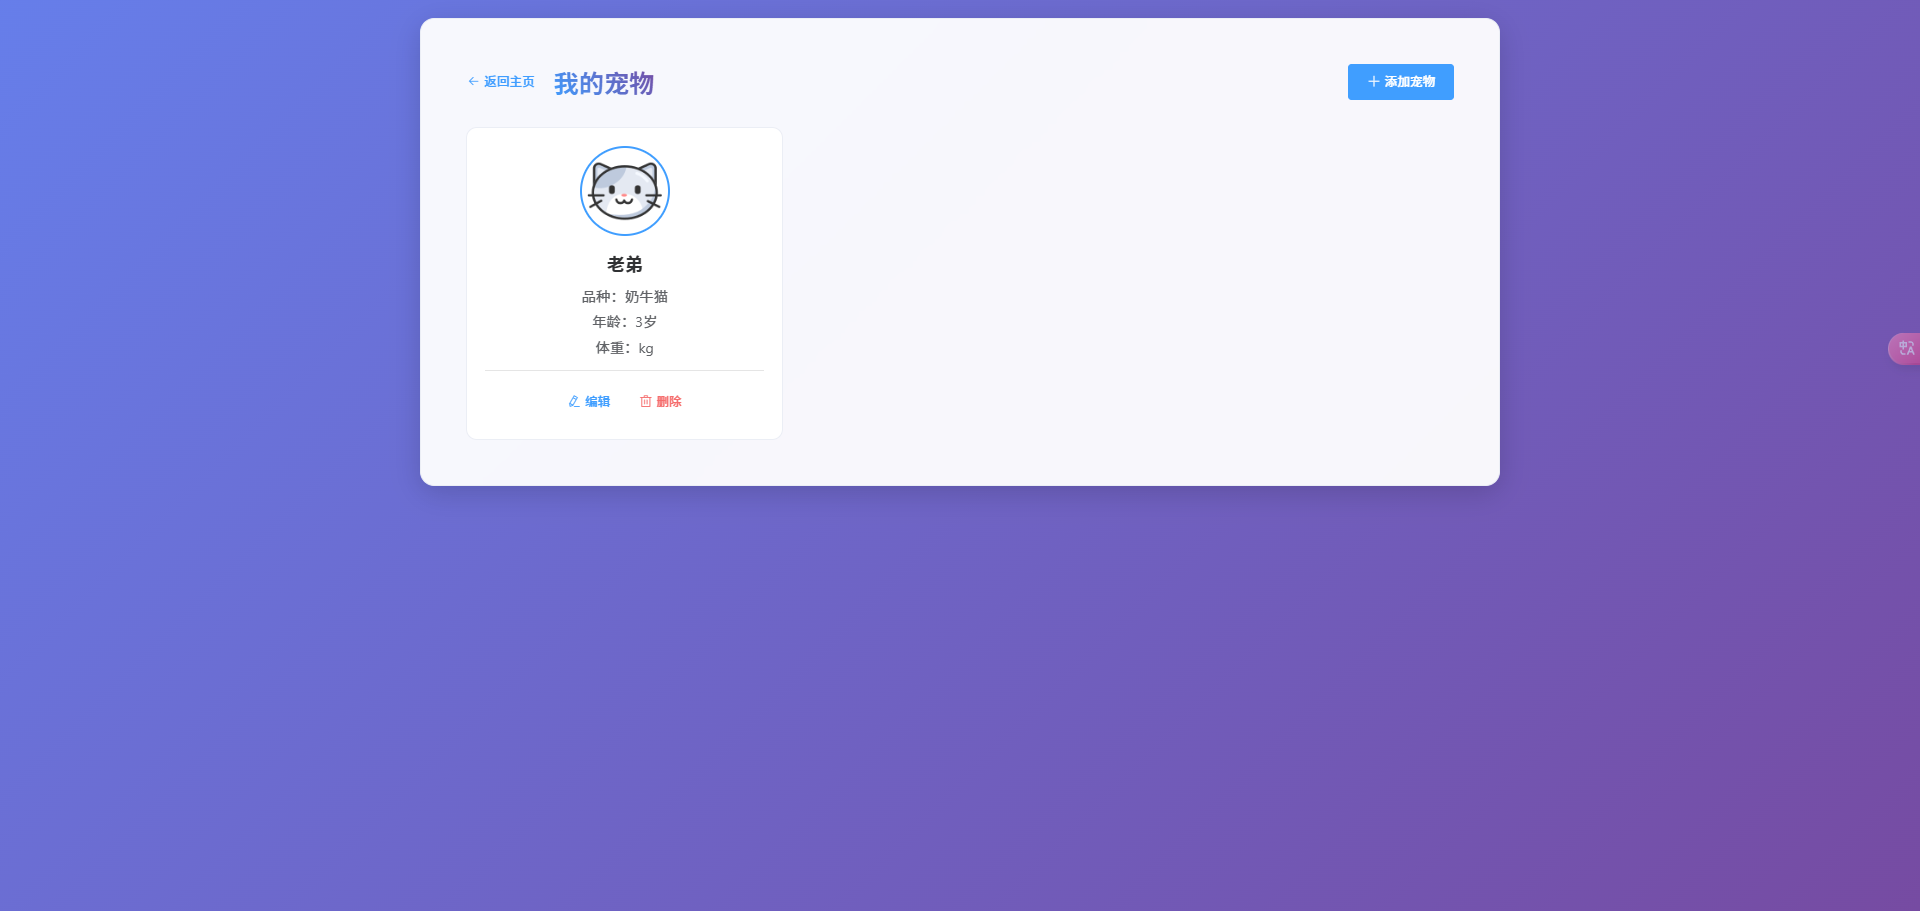 返回主页
我的宠物
添加宠物
老弟
品种：奶牛猫
年龄：3岁
体重：kg
编辑
删除